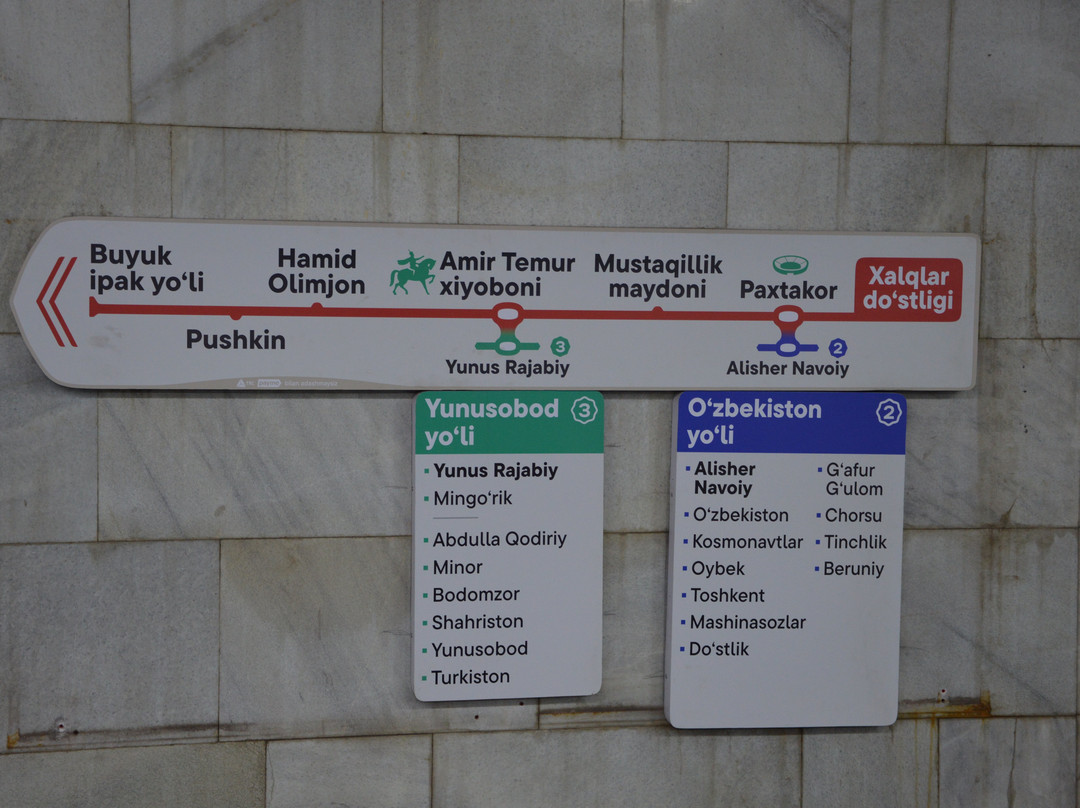 Buyuk
ipak yo‘li
Pushkin
Hamid
Olimjon
Amir Temur
xiyoboni
3
Yunus Rajabiy
Mustaqillik
maydoni
Paxtakor
2
Alisher Navoiy
Xalqlar
do‘stligi
Yunusobod
yo‘li
3
Yunus Rajabiy
Mingo‘rik
Abdulla Qodiriy
Minor
Bodomzor
Shahriston
Yunusobod
Turkiston
O‘zbekiston
yo‘li
2
Alisher
Navoiy
O‘zbekiston
Kosmonavtlar
Oybek
Toshkent
Mashinasozlar
Do‘stlik
G‘afur
G‘ulom
Chorsu
Tinchlik
Beruniy